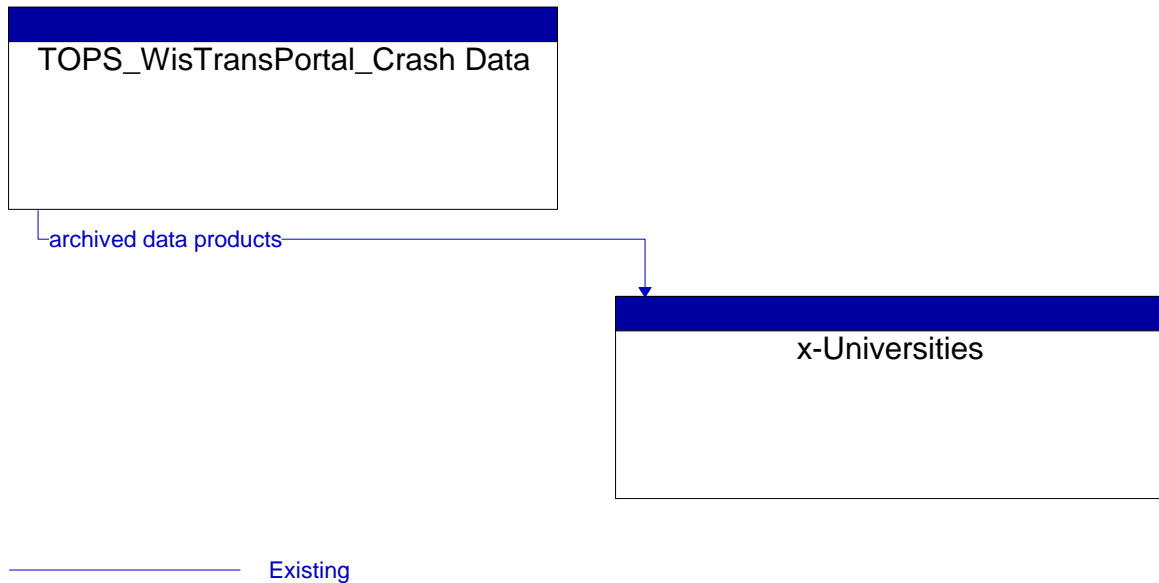 TOPS_WisTransPortal_Crash Data
archived data products
x-Universities
Existing